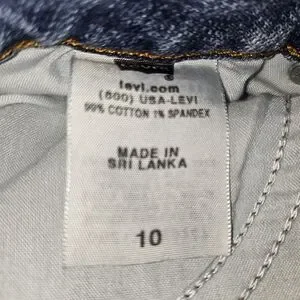 levi.com
(800) USA-LEVI
99% COTTON 1% SPANDEX
MADE IN
SRI LANKA
10